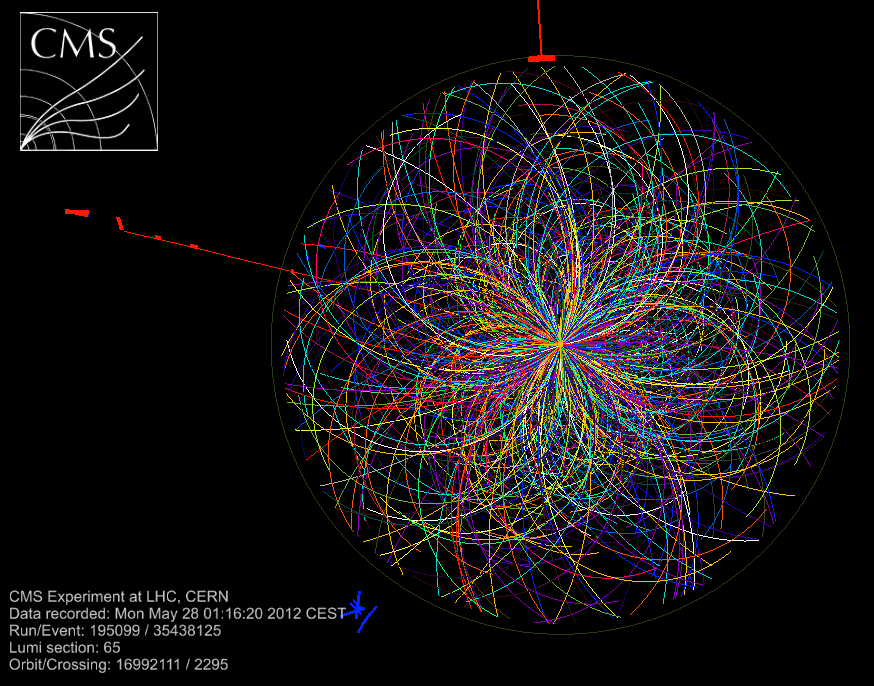 CMS
CMS Experiment at LHC, CERN
Data recorded: Mon May 28 01:16:20 2012 CEST
Run/Event: 195099 / 35438125
Lumi section: 65
Orbit/Crossing: 16992111 / 2295